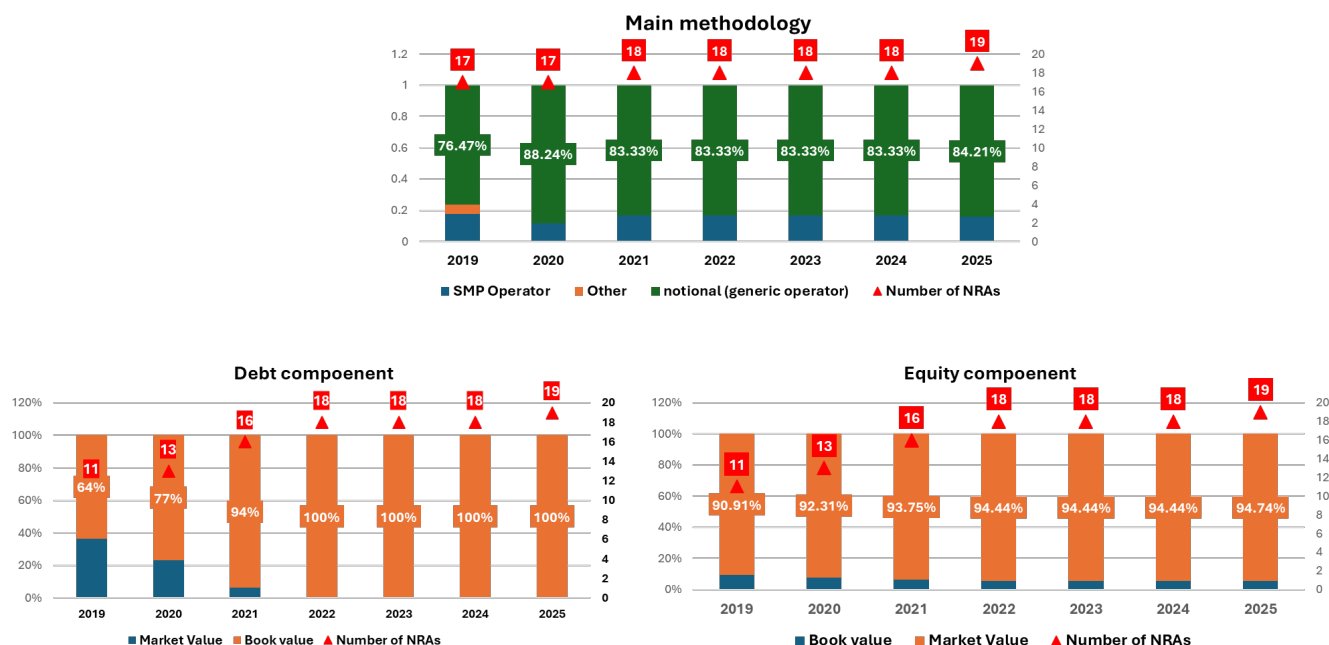 Main methodology
17 17 18 18 18 18 19
1.2 20
18
1 16
14
0.8 76.47% 88.24% 83.33% 83.33% 83.33% 83.33% 84.21%
12
0.6 10
8
0.4 6
4
0.2 2
0 0
2019 2020 2021 2022 2023 2024 2025
SMP Operator Other notional (generic operator) Number of NRAs
Debt compoenent
11 13 16 18 18 18 19
120% 20
18
100% 16
14
80% 12
64% 77% 94% 100% 100% 100% 100%
60% 10
8
40% 6
4
20% 2
0% 0
2019 2020 2021 2022 2023 2024 2025
Market Value Book value Number of NRAs
Equity compoenent
11 13 16 18 18 18 19
120% 20
18
100% 16
14
80% 12
90.91% 92.31% 93.75% 94.44% 94.44% 94.44% 94.74%
60% 10
8
40% 6
4
20% 2
0% 0
2019 2020 2021 2022 2023 2024 2025
Book value Market Value Number of NRAs